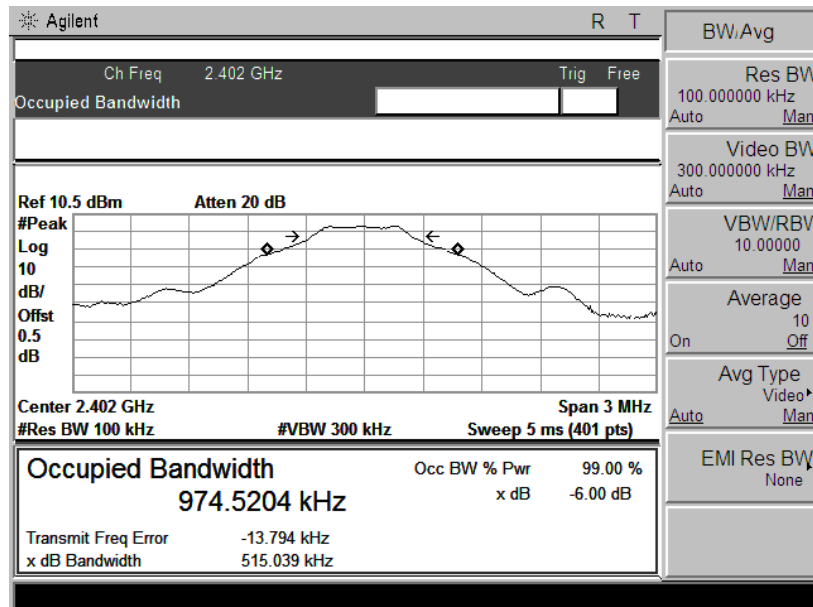 Agilent R T
Ch Freq 2.402 GHz Trig Free
Occupied Bandwidth
Ref 10.5 dBm Atten 20 dB
#Peak
Log
10
dB/
Offst
0.5
dB
Center 2.402 GHz Span 3 MHz
#Res BW 100 kHz #VBW 300 kHz Sweep 5 ms (401 pts)
Occupied Bandwidth
974.5204 kHz
Occ BW % Pwr 99.00 %
x dB -6.00 dB
Transmit Freq Error -13.794 kHz
x dB Bandwidth 515.039 kHz
BW/Avg
Res BW
100.000000 kHz
Auto Man
Video BW
300.000000 kHz
Auto Man
VBW/RBW
10.00000
Auto Man
Average
10
On Off
Avg Type
Video
Auto Man
EMI Res BW
None